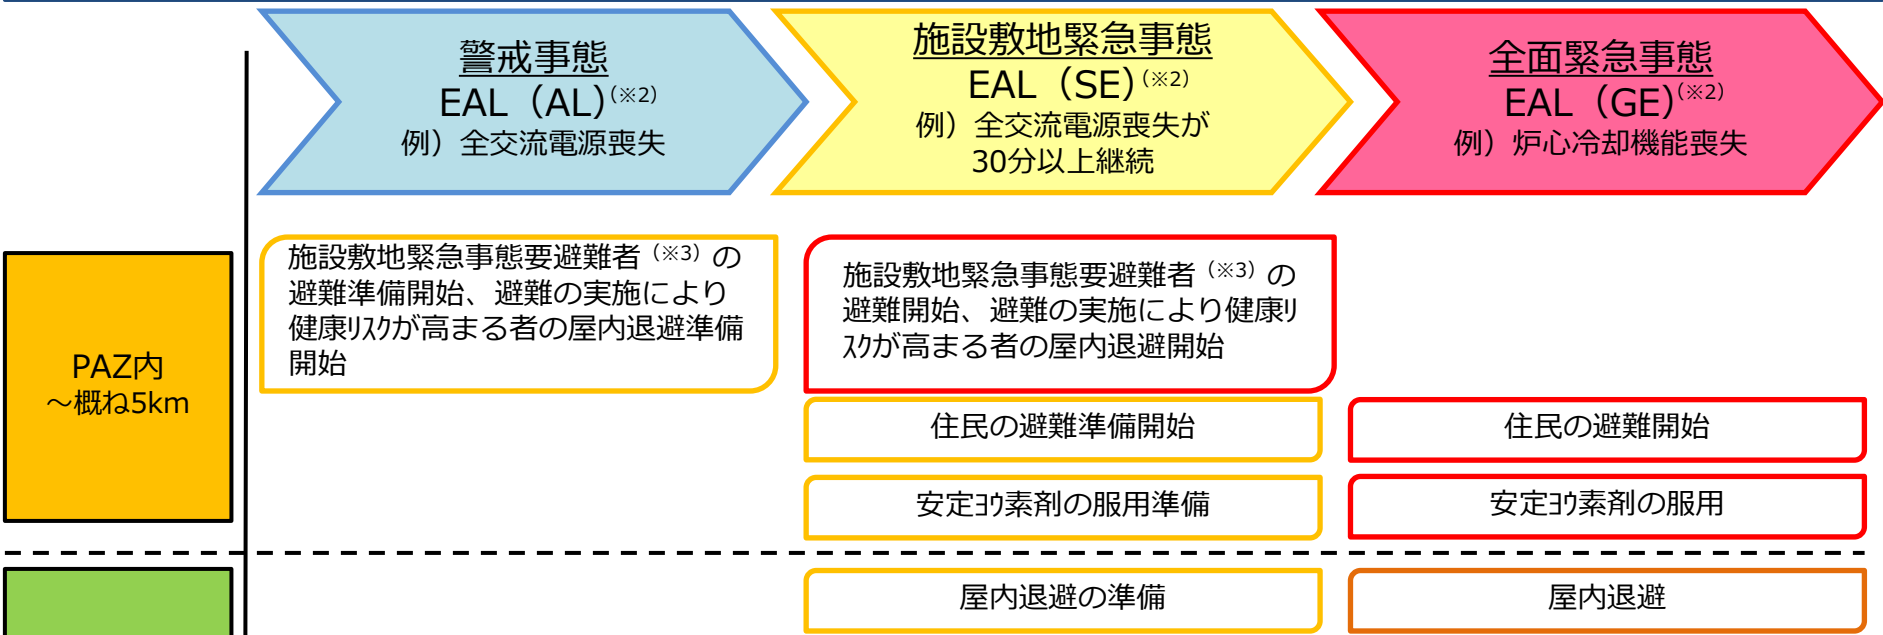 警戒事態
EAL（AL）(※2)
例）全交流電源喪失
施設敷地緊急事態
EAL（SE）(※2)
例）全交流電源喪失が
30分以上継続
全面緊急事態
EAL（GE）(※2)
例）炉心冷却機能喪失
PAZ内
～概ね5km
施設敷地緊急事態要避難者（※3）の
避難準備開始、避難の実施により
健康ﾘｽｸが高まる者の屋内退避準備
開始
施設敷地緊急事態要避難者（※3）の
避難開始、避難の実施により健康ﾘ
ｽｸが高まる者の屋内退避開始
住民の避難準備開始
住民の避難開始
安定ﾖｳ素剤の服用準備
安定ﾖｳ素剤の服用
屋内退避の準備
屋内退避